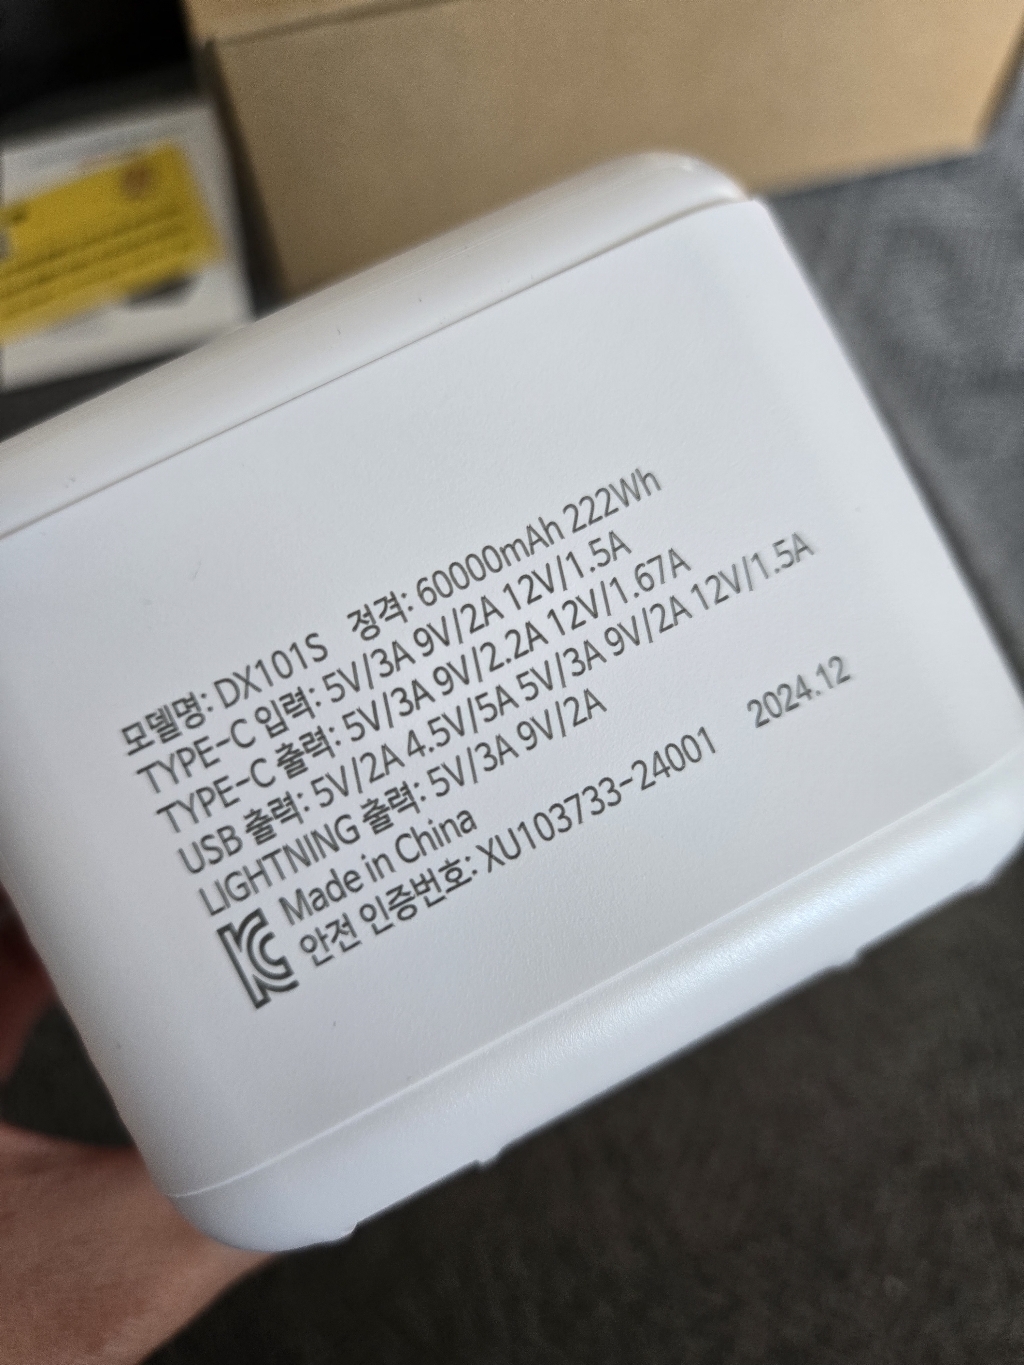 모델명: DX101S 정격: 60000mAh 222Wh
TYPE-C 입력: 5V/3A 9V/2A 12V/1.5A
TYPE-C 출력: 5V/3A 9V/2.2A 12V/1.67A
USB 출력: 5V/2A 4.5V/5A 5V/3A 9V/2A 12V/1.5A
LIGHTNING 출력: 5V/3A 9V/2A
Made in China
안전 인증번호: XU103733-24001 2024.12